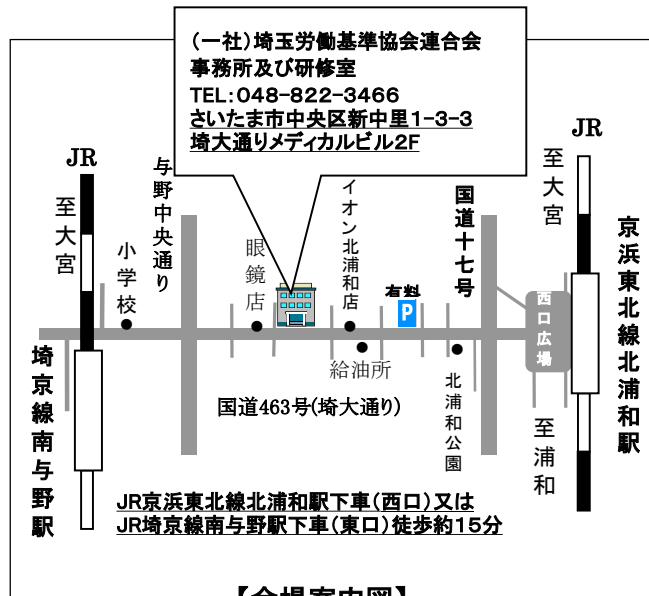 (一社)埼玉労働基準協会連合会
事務所及び研修室
TEL:048-822-3466
さいたま市中央区新中里1-3-3
埼大通りメディカルビル2F
JR
至大宮
小学校
与野中央通り
眼鏡店
イオン北浦和店
有料
P
国道十七号
JR
至大宮
西口広場
京浜東北線北浦和駅
埼京線南与野駅
給油所
北浦和公園
至浦和
国道463号(埼大通り)
JR京浜東北線北浦和駅下車(西口)又は
JR埼京線南与野駅下車(東口)徒歩約15分
【会場案内図】